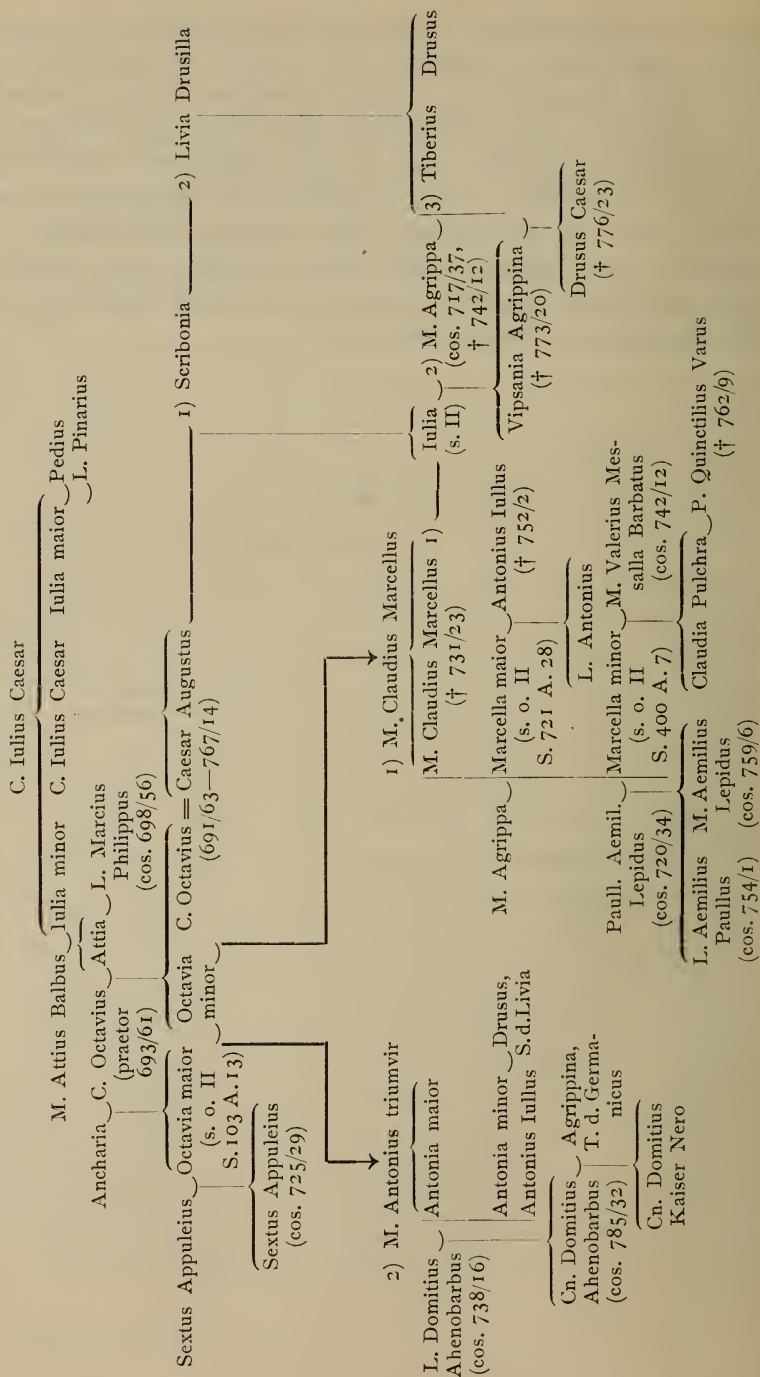 C. Iulius Caesar
M. Attius Balbus Iulia minor C. Iulius Caesar Iulia maior Pedius
L. Pinarius
Ancharia C. Octavius Attia L. Marcius
(praetor Philippus
693/61) (cos. 698/56)
Sextus Appuleius Octavia maior Octavia C. Octavius = Caesar Augustus 1) Scribonia 2) Livia Drusilla
(s. o. II minor (691/63—767/14)
S. 103 A. 13)
Sextus Appuleius
(cos. 725/29)
2) M. Antonius triumvir 1) M. Claudius Marcellus
L. Domitius Antonia maior M. Claudius Marcellus 1) Iulia 2) M. Agrippa 3) Tiberius Drusus
Ahenobarbus († 731/23) (s. II) (cos. 717/37,
(cos. 738/16) † 742/12)
M. Agrippa Marcella maior Antonius Iullus Vipsania Agrippina
(s. o. II († 752/2) († 773/20)
S. 721 A. 28)
Antonia minor Drusus,
Antonius Iullus S. d. Livia
L. Antonius Drusus Caesar
(† 776/23)
Cn. Domitius Agrippina,
Ahenobarbus T. d. Germa-
(cos. 785/32) nicus
Paull. Aemil. Marcella minor M. Valerius Mes-
Lepidus (s. o. II salla Barbatus
(cos. 720/34) S. 400 A. 7) (cos. 742/12)
Cn. Domitius
Kaiser Nero
L. Aemilius M. Aemilius Claudia Pulchra P. Quinctilius Varus
Paullus Lepidus († 762/9)
(cos. 754/1) (cos. 759/6)